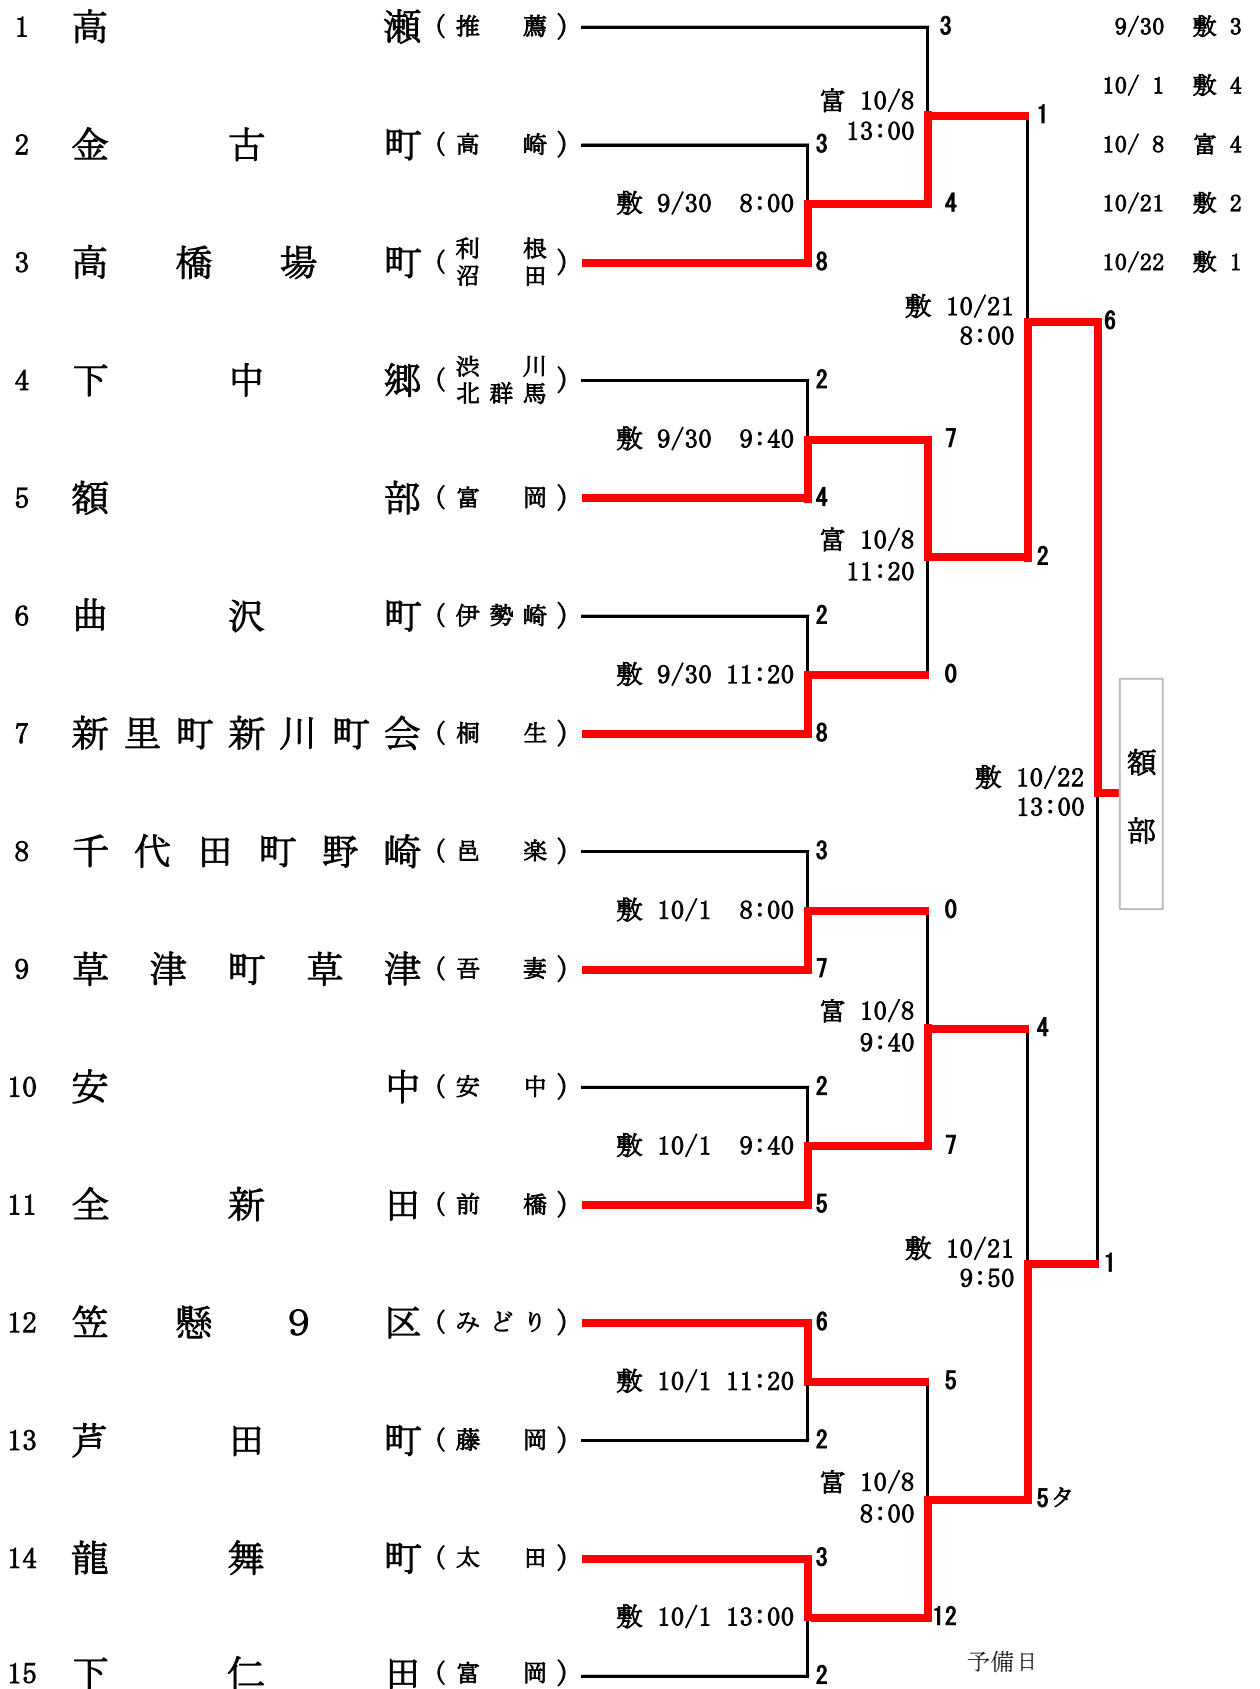 1 高瀬(推薦) 3
9/30 敷 3
10/ 1 敷 4
富 10/8
13:00
1
2 金古町(高崎) 3
10/ 8 富 4
敷 9/30 8:00
4
10/21 敷 2
3 高橋場町(利根
沼田) 8
10/22 敷 1
敷 10/21
8:00
6
4 下中郷(渋川
北群馬) 2
敷 9/30 9:40
7
5 額部(富岡) 4
富 10/8
11:20
2
6 曲沢町(伊勢崎) 2
敷 9/30 11:20
0
7 新里町新川町会(桐生) 8
額部
敷 10/22
13:00
8 千代田町野崎(邑楽) 3
敷 10/1 8:00
0
9 草津町草津(吾妻) 7
富 10/8
9:40
4
10 安中(安中) 2
敷 10/1 9:40
7
11 全新田(前橋) 5
敷 10/21
9:50
1
12 笠懸9区(みどり) 6
敷 10/1 11:20
5
13 芦田町(藤岡) 2
富 10/8
8:00
5タ
14 龍舞町(太田) 3
敷 10/1 13:00
12
15 下仁田(富岡) 2
予備日